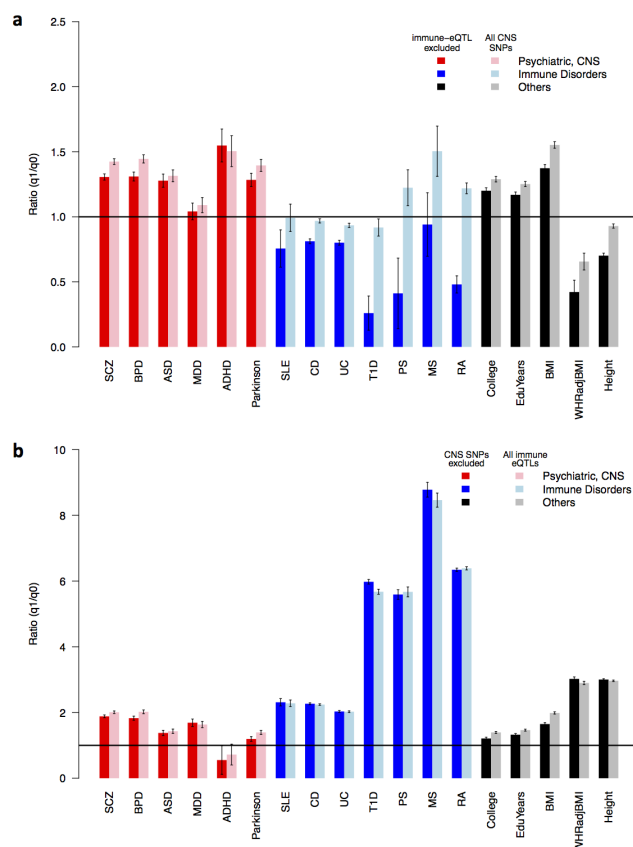 a
2.5
2.0
1.5
1.0
0.5
0.0
Ratio (q1/q0)
immune−eQTL excluded
All CNS SNPs
Psychiatric, CNS
Immune Disorders
Others
SCZ
BPD
ASD
MDD
ADHD
Parkinson
SLE
CD
UC
T1D
PS
MS
RA
College
EduYears
BMI
WHRadjBMI
Height
b
10
8
6
4
2
0
Ratio (q1/q0)
CNS SNPs excluded
All immune eQTLs
Psychiatric, CNS
Immune Disorders
Others
SCZ
BPD
ASD
MDD
ADHD
Parkinson
SLE
CD
UC
T1D
PS
MS
RA
College
EduYears
BMI
WHRadjBMI
Height